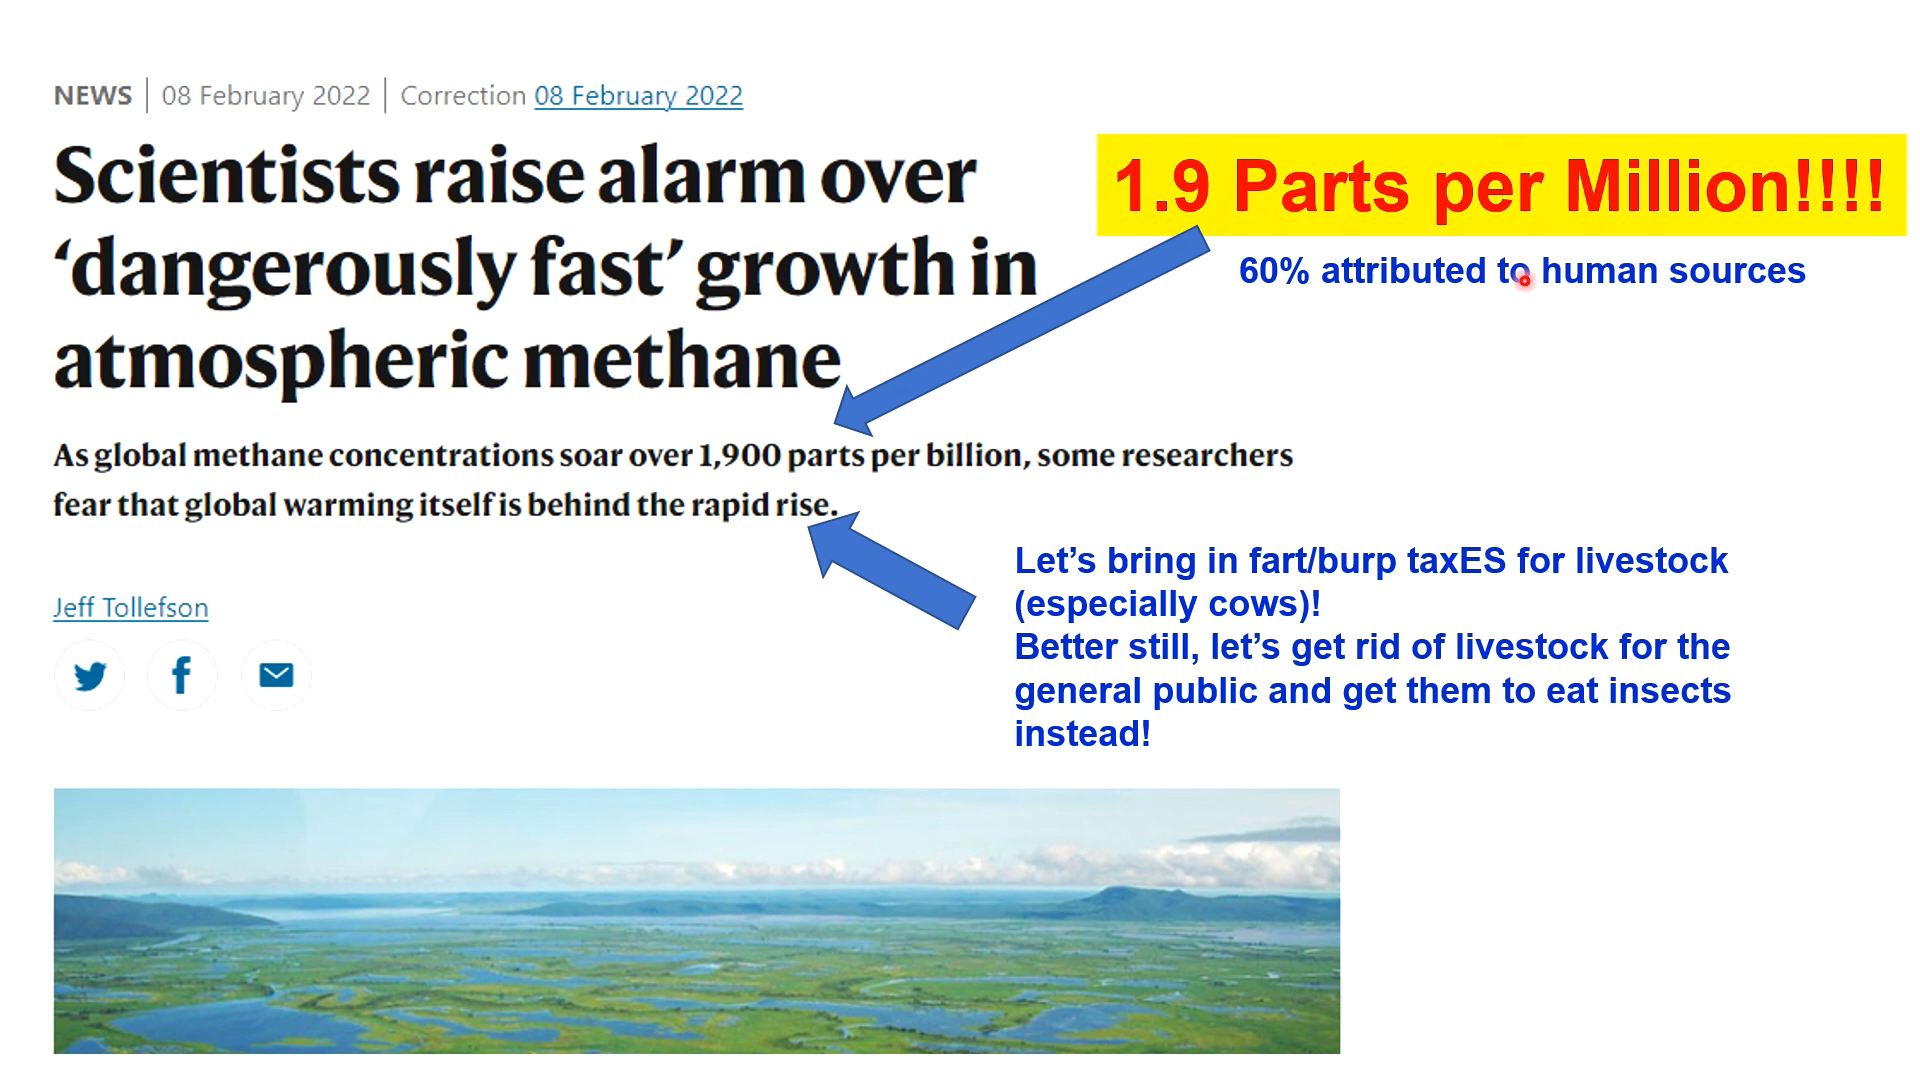 NEWS | 08 February 2022 | Correction 08 February 2022
Scientists raise alarm over
‘dangerously fast’ growth in
atmospheric methane
1.9 Parts per Million!!!!
60% attributed to human sources
As global methane concentrations soar over 1,900 parts per billion, some researchers
fear that global warming itself is behind the rapid rise.
Jeff Tollefson
Let’s bring in fart/burp taxES for livestock
(especially cows)!
Better still, let’s get rid of livestock for the
general public and get them to eat insects
instead!